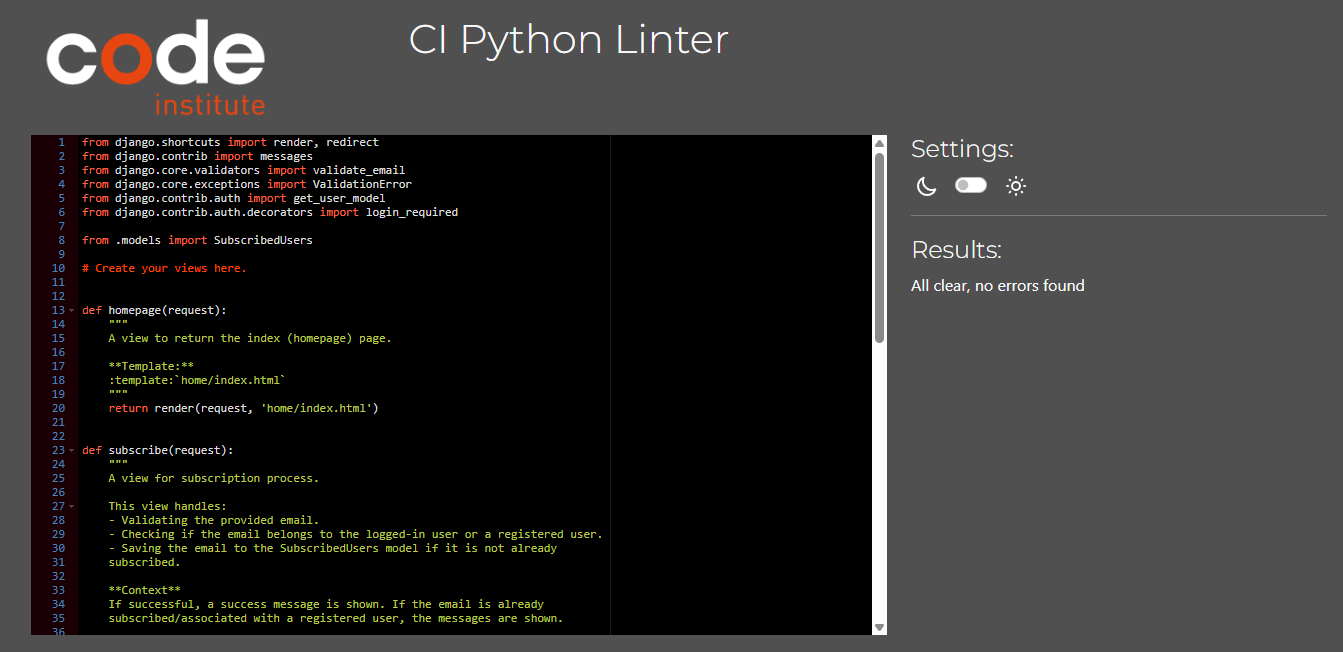 code
institute
CI Python Linter
1 from django.shortcuts import render, redirect
2 from django.contrib import messages
3 from django.core.validators import validate_email
4 from django.core.exceptions import ValidationError
5 from django.contrib.auth import get_user_model
6 from django.contrib.auth.decorators import login_required
7
8 from .models import SubscribedUsers
9
10 # Create your views here.
11
12
13 def homepage(request):
14     """
15     A view to return the index (homepage) page.
16
17     **Template:**
18     :template:`home/index.html`
19     """
20     return render(request, 'home/index.html')
21
22
23 def subscribe(request):
24     """
25     A view for subscription process.
26
27     This view handles:
28     - Validating the provided email.
29     - Checking if the email belongs to the logged-in user or a registered user.
30     - Saving the email to the SubscribedUsers model if it is not already
31     subscribed.
32
33     **Context**
34     If successful, a success message is shown. If the email is already
35     subscribed/associated with a registered user, the messages are shown.
36
Settings:
Results:
All clear, no errors found